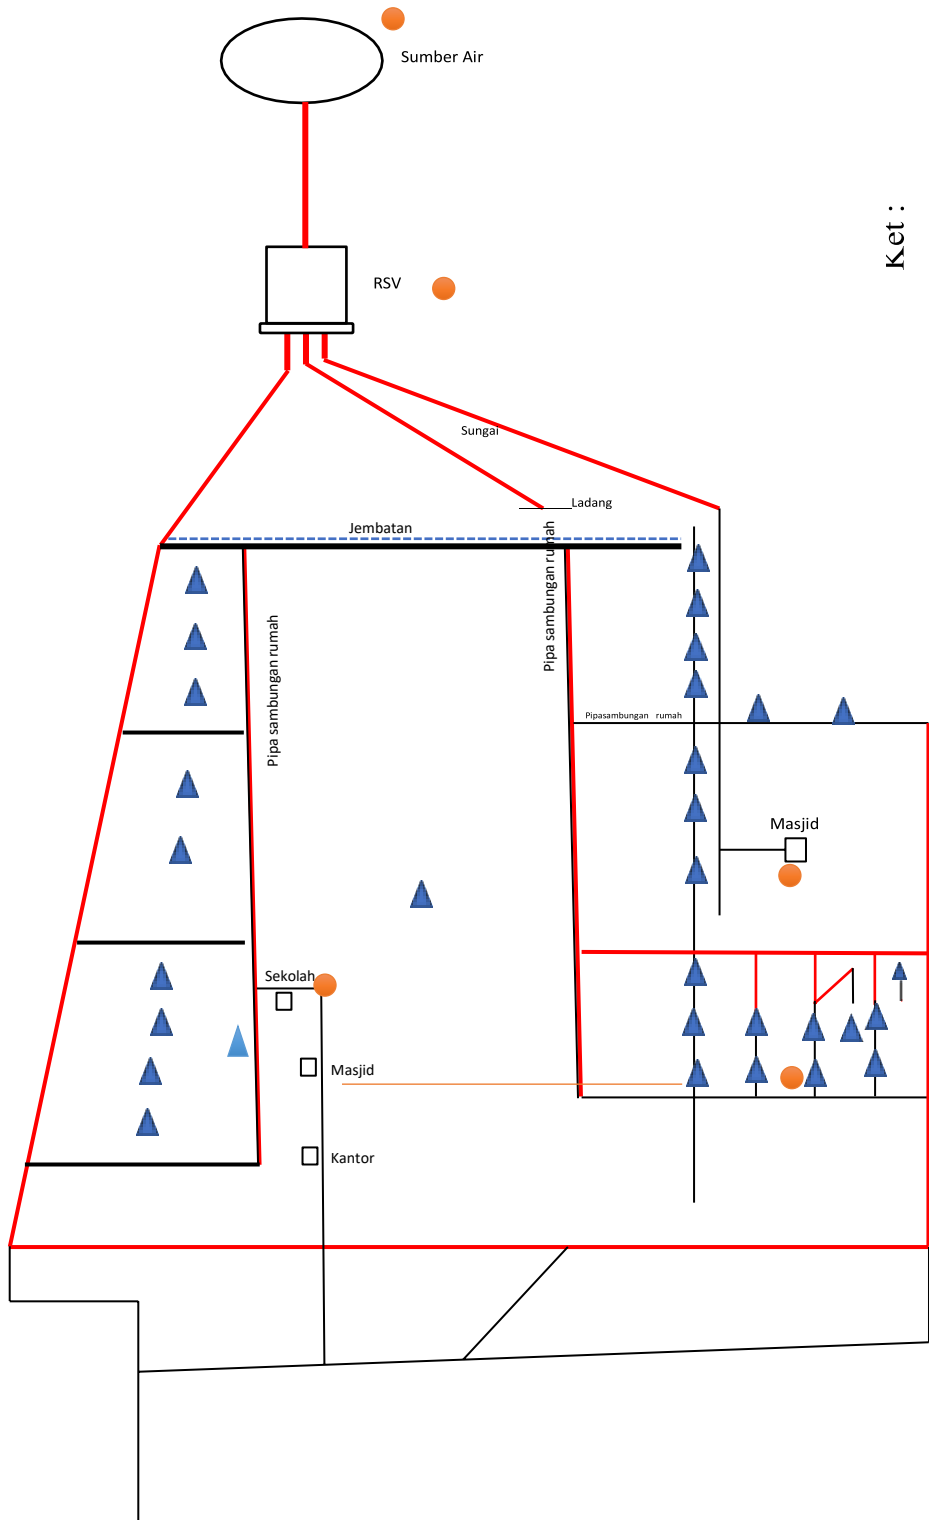 Sumber Air
Ket :
RSV
Sungai
Ladang
Jembatan
Pipa sambungan rumah
Pipa sambungan rumah
Pipasambungan rumah
Masjid
Sekolah
Masjid
Kantor